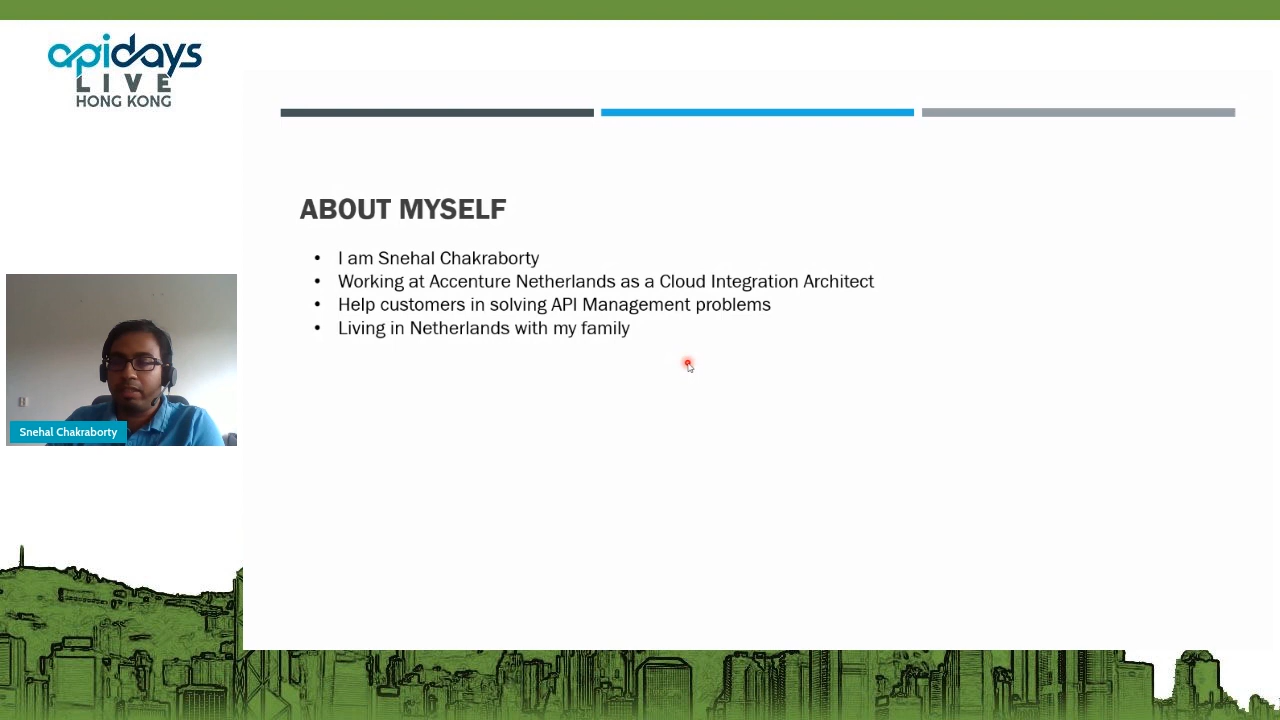 apidays
LIVE
HONG KONG
ABOUT MYSELF
• I am Snehal Chakraborty
• Working at Accenture Netherlands as a Cloud Integration Architect
• Help customers in solving API Management problems
• Living in Netherlands with my family
Snehal Chakraborty